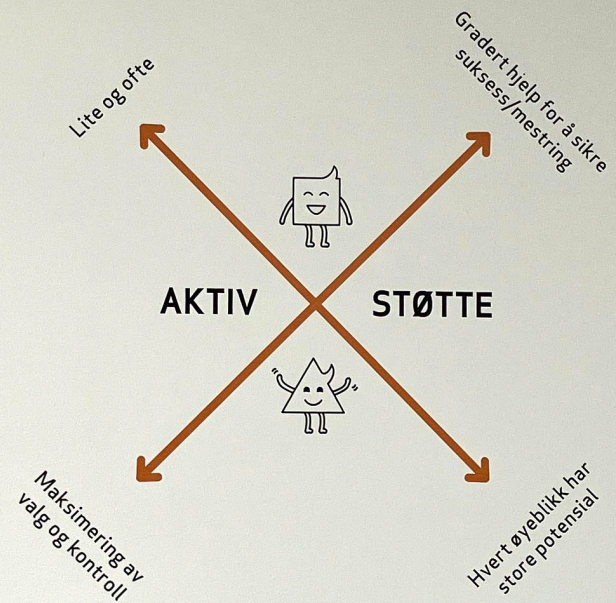 Lite og ofte
Gradert hjelp for å sikre
suksess/mestring
AKTIV
STØTTE
Maksimering av
valg og kontroll
Hvert øyeblikk har
store potensial